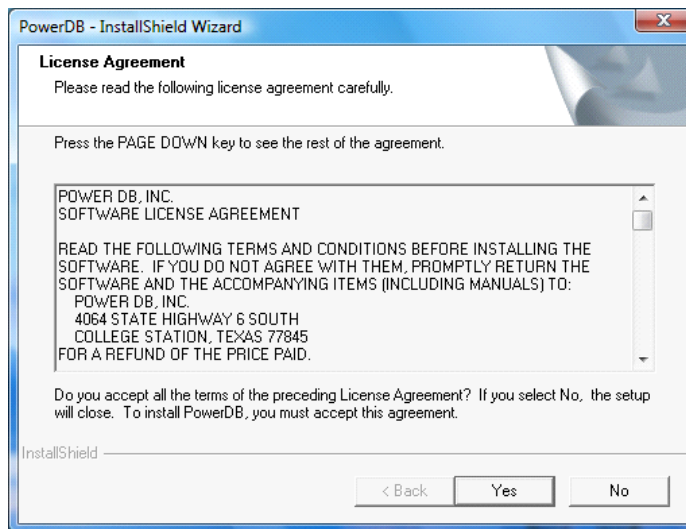 PowerDB - InstallShield Wizard
License Agreement
Please read the following license agreement carefully.
Press the PAGE DOWN key to see the rest of the agreement.
POWER DB, INC.
SOFTWARE LICENSE AGREEMENT
READ THE FOLLOWING TERMS AND CONDITIONS BEFORE INSTALLING THE
SOFTWARE. IF YOU DO NOT AGREE WITH THEM, PROMPTLY RETURN THE
SOFTWARE AND THE ACCOMPANYING ITEMS (INCLUDING MANUALS) TO:
POWER DB, INC.
4064 STATE HIGHWAY 6 SOUTH
COLLEGE STATION, TEXAS 77845
FOR A REFUND OF THE PRICE PAID.
Do you accept all the terms of the preceding License Agreement? If you select No, the setup
will close. To install PowerDB, you must accept this agreement.
InstallShield
< Back Yes No